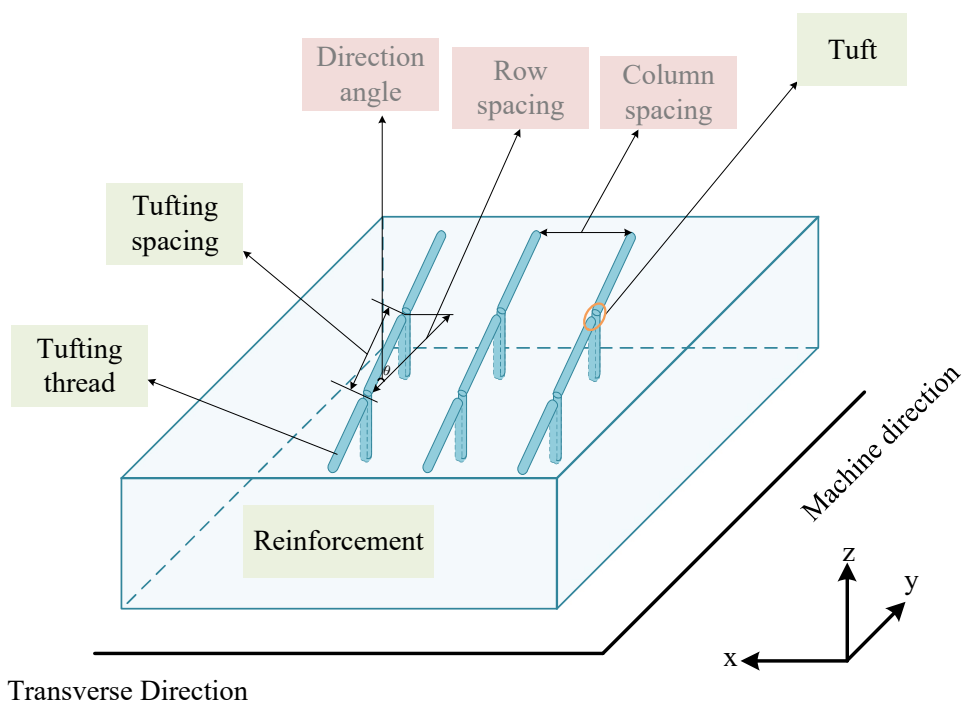 Tuft
Direction
angle
Row
spacing
Column
spacing
Tufting
spacing
Tufting
thread
θ
Reinforcement
Machine direction
z
y
x
Transverse Direction